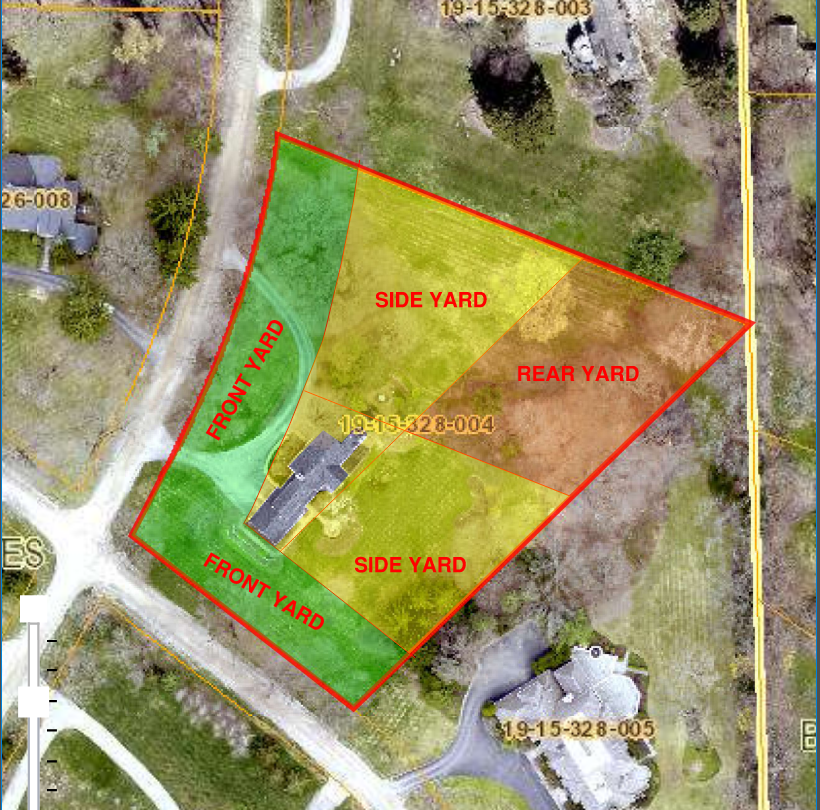 19-15-328-003
26-008
SIDE YARD
FRONT YARD
REAR YARD
19-15-328-004
ES
SIDE YARD
FRONT YARD
19-15-328-005